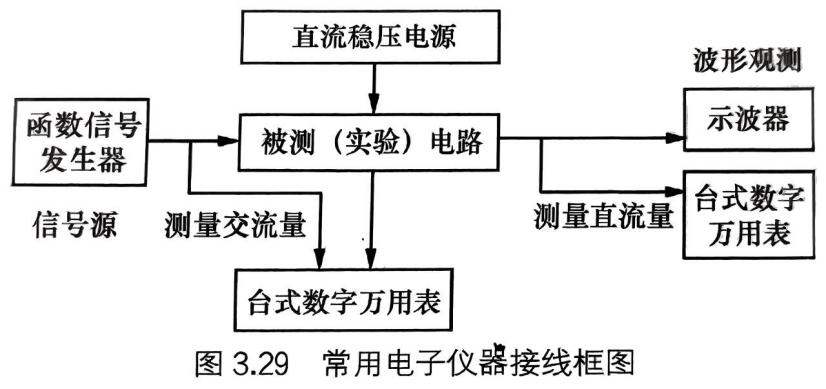 直流稳压电源
波形观测
函数信号
发生器
被测（实验）电路
示波器
信号源
测量交流量
测量直流量
台式数字
万用表
台式数字万用表
图 3.29 常用电子仪器接线框图